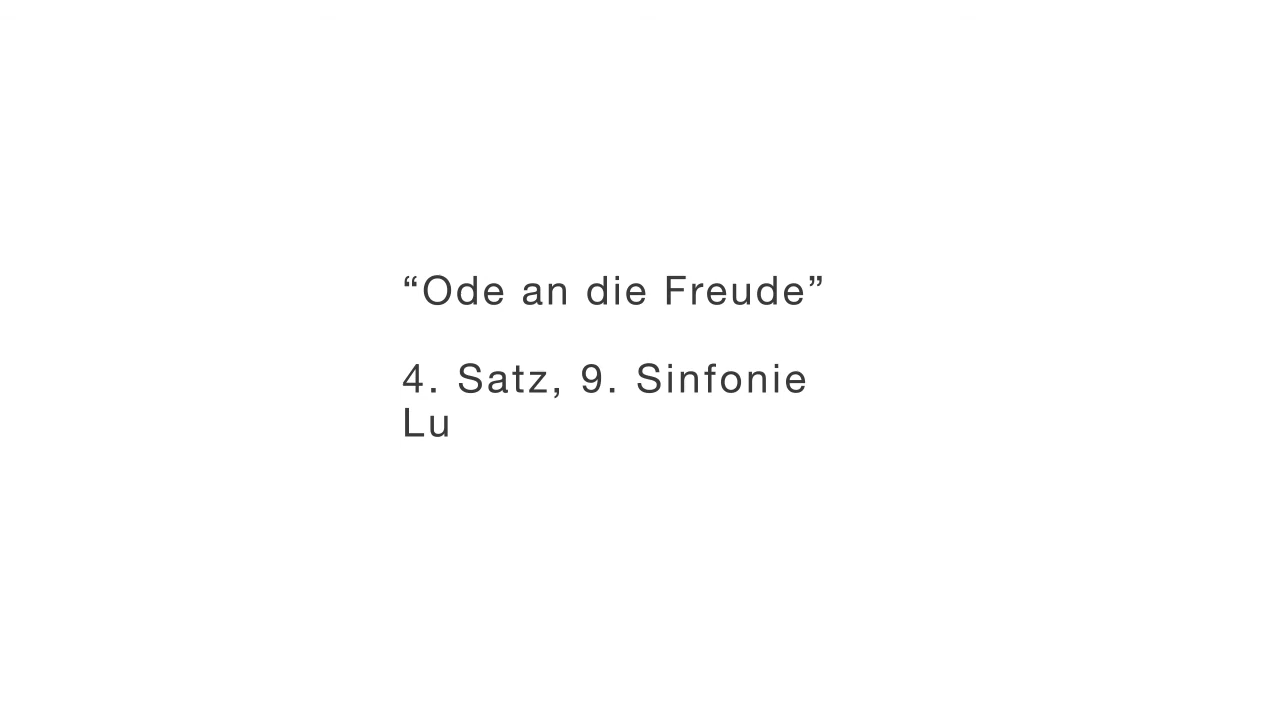 “Ode an die Freude”
4. Satz, 9. Sinfonie
Lu